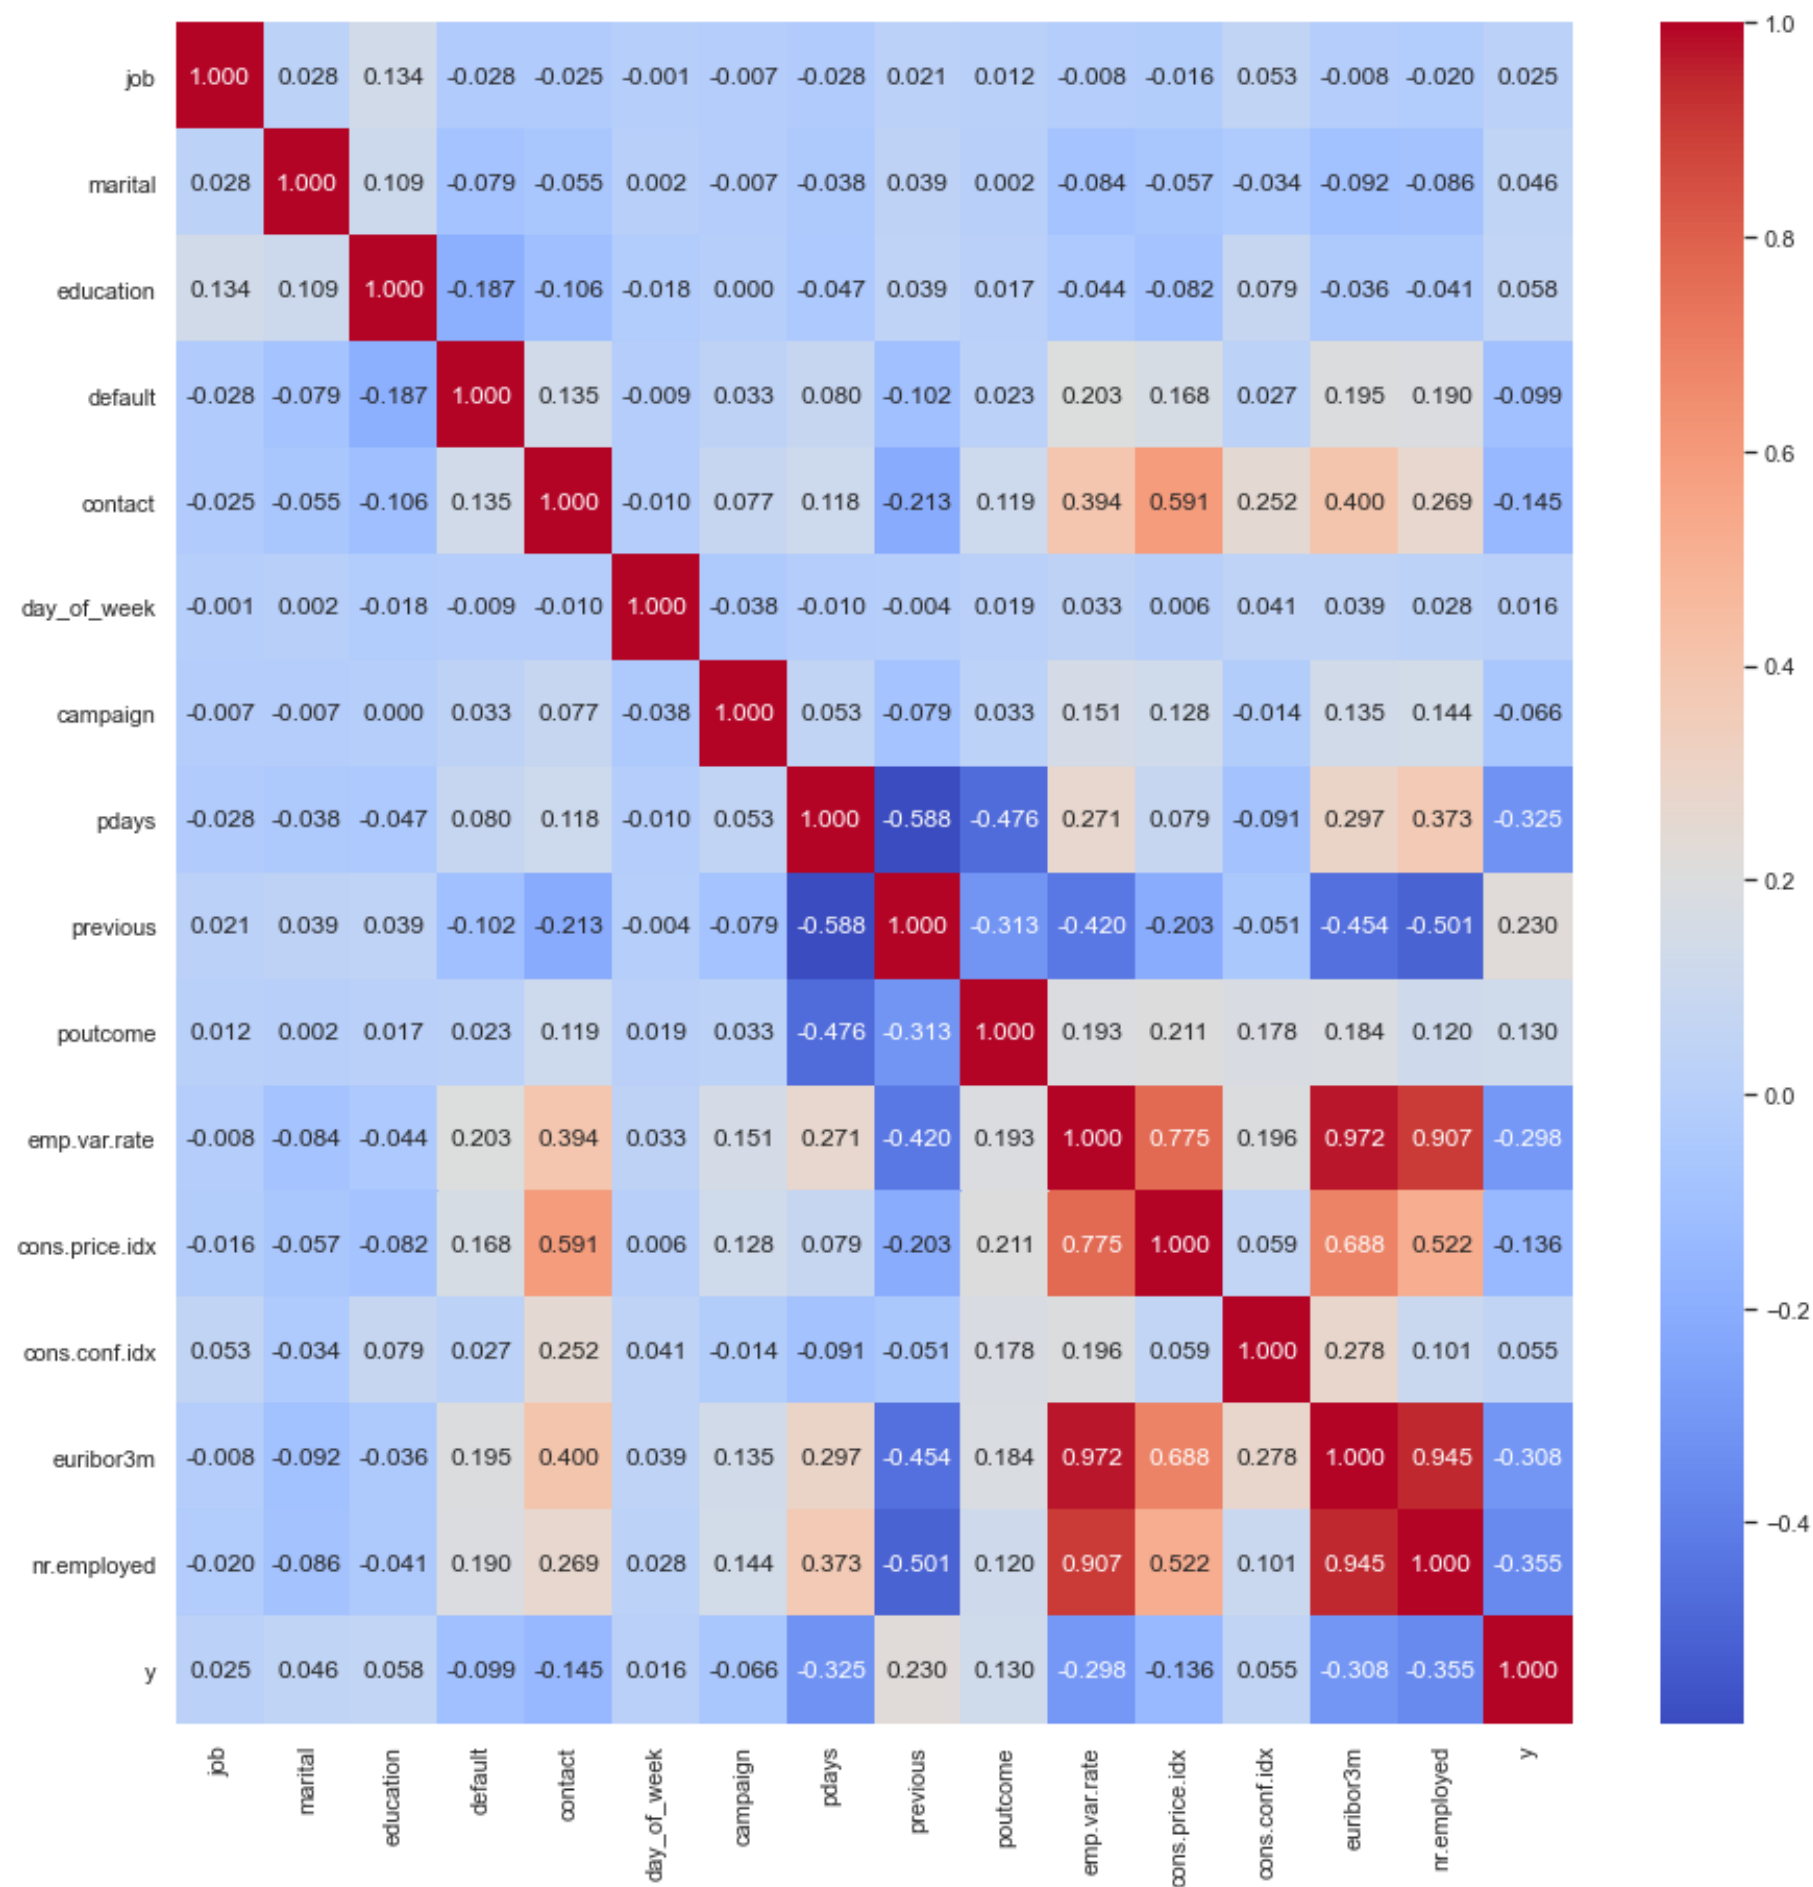 1.0
job 1.000 0.028 0.134 -0.028 -0.025 -0.001 -0.007 -0.028 0.021 0.012 -0.008 -0.016 0.053 -0.008 -0.020 0.025
marital 0.028 1.000 0.109 -0.079 -0.055 0.002 -0.007 -0.038 0.039 0.002 -0.084 -0.057 -0.034 -0.092 -0.086 0.046
0.8
education 0.134 0.109 1.000 -0.187 -0.106 -0.018 0.000 -0.047 0.039 0.017 -0.044 -0.082 0.079 -0.036 -0.041 0.058
default -0.028 -0.079 -0.187 1.000 0.135 -0.009 0.033 0.080 -0.102 0.023 0.203 0.168 0.027 0.195 0.190 -0.099
0.6
contact -0.025 -0.055 -0.106 0.135 1.000 -0.010 0.077 0.118 -0.213 0.119 0.394 0.591 0.252 0.400 0.269 -0.145
day_of_week -0.001 0.002 -0.018 -0.009 -0.010 1.000 -0.038 -0.010 -0.004 0.019 0.033 0.006 0.041 0.039 0.028 0.016
0.4
campaign -0.007 -0.007 0.000 0.033 0.077 -0.038 1.000 0.053 -0.079 0.033 0.151 0.128 -0.014 0.135 0.144 -0.066
pdays -0.028 -0.038 -0.047 0.080 0.118 -0.010 0.053 1.000 -0.588 -0.476 0.271 0.079 -0.091 0.297 0.373 -0.325
0.2
previous 0.021 0.039 0.039 -0.102 -0.213 -0.004 -0.079 -0.588 1.000 -0.313 -0.420 -0.203 -0.051 -0.454 -0.501 0.230
poutcome 0.012 0.002 0.017 0.023 0.119 0.019 0.033 -0.476 -0.313 1.000 0.193 0.211 0.178 0.184 0.120 0.130
0.0
emp.var.rate -0.008 -0.084 -0.044 0.203 0.394 0.033 0.151 0.271 -0.420 0.193 1.000 0.775 0.196 0.972 0.907 -0.298
cons.price.idx -0.016 -0.057 -0.082 0.168 0.591 0.006 0.128 0.079 -0.203 0.211 0.775 1.000 0.059 0.688 0.522 -0.136
-0.2
cons.conf.idx 0.053 -0.034 0.079 0.027 0.252 0.041 -0.014 -0.091 -0.051 0.178 0.196 0.059 1.000 0.278 0.101 0.055
euribor3m -0.008 -0.092 -0.036 0.195 0.400 0.039 0.135 0.297 -0.454 0.184 0.972 0.688 0.278 1.000 0.945 -0.308
-0.4
nr.employed -0.020 -0.086 -0.041 0.190 0.269 0.028 0.144 0.373 -0.501 0.120 0.907 0.522 0.101 0.945 1.000 -0.355
y 0.025 0.046 0.058 -0.099 -0.145 0.016 -0.066 -0.325 0.230 0.130 -0.298 -0.136 0.055 -0.308 -0.355 1.000
job
marital
education
default
contact
day_of_week
campaign
pdays
previous
poutcome
emp.var.rate
cons.price.idx
cons.conf.idx
euribor3m
nr.employed
y